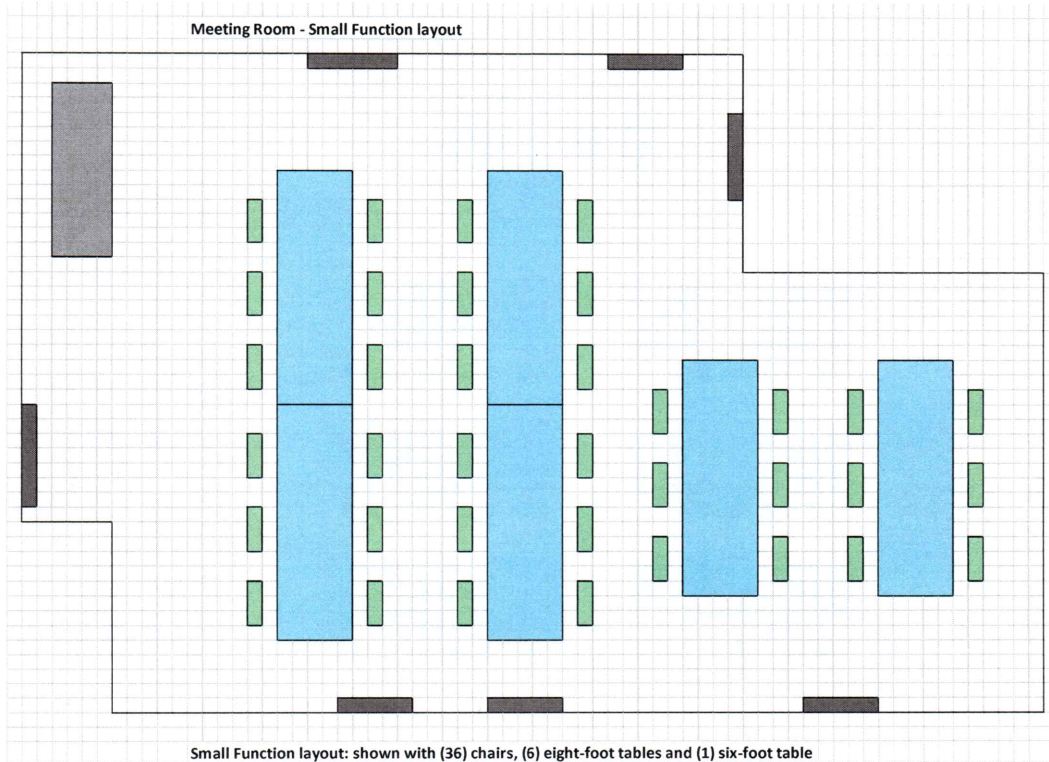 Meeting Room - Small Function layout
Small Function layout: shown with (36) chairs, (6) eight-foot tables and (1) six-foot table